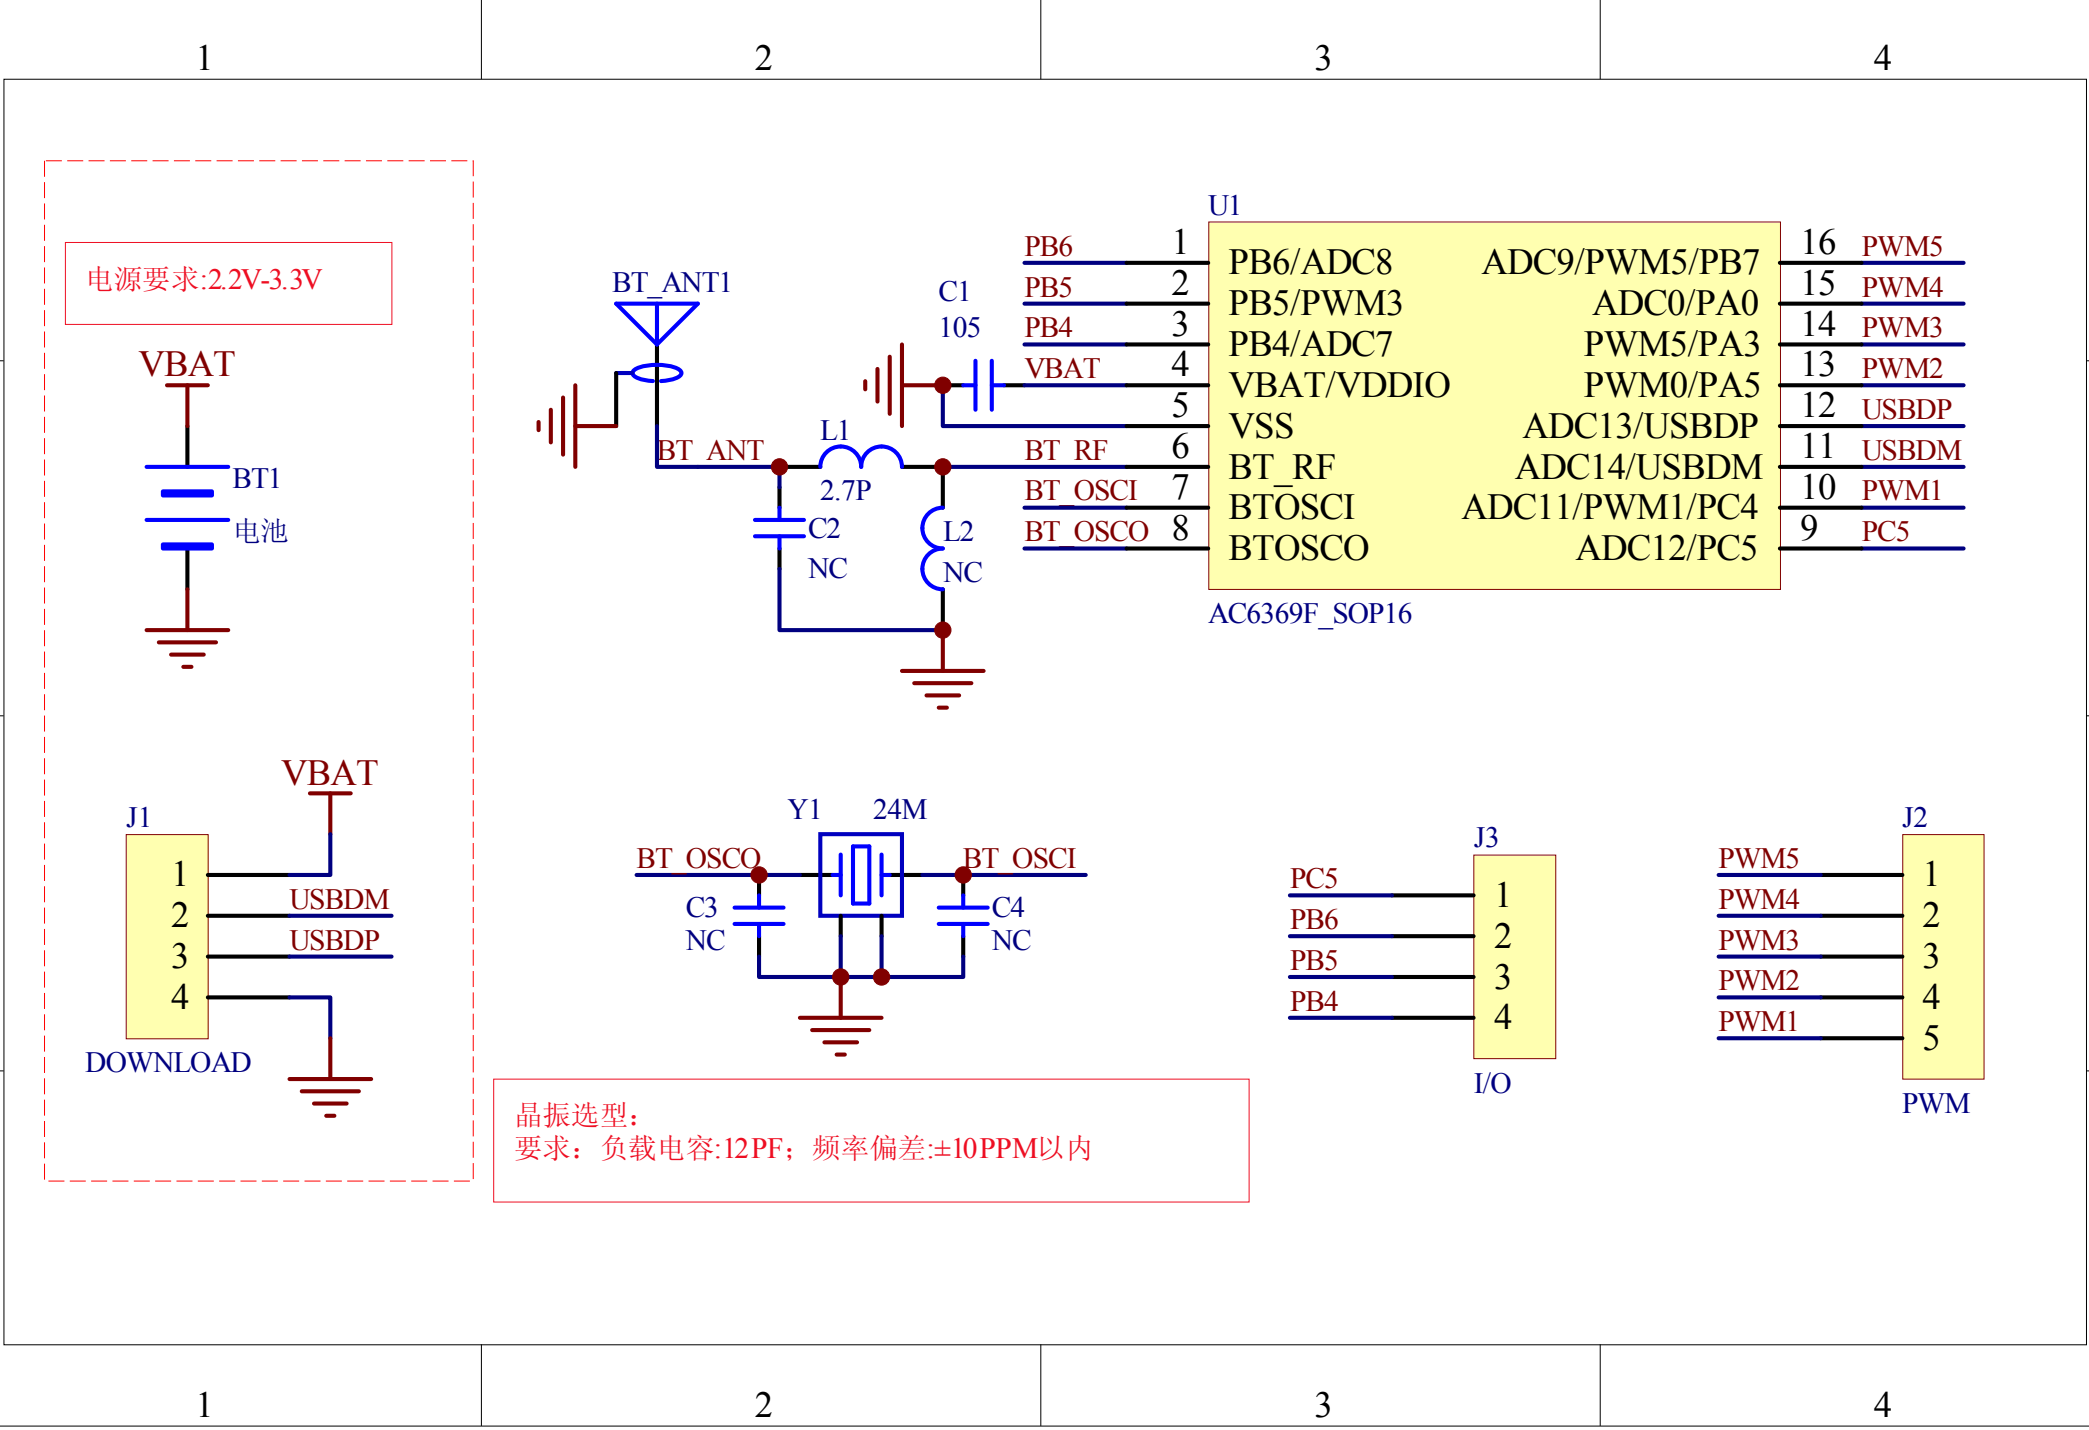 1 2 3 4
电源要求:2.2V-3.3V
VBAT
BT1
电池
VBAT
J1
1
2 USBDM
3 USBDP
4
DOWNLOAD
BT_ANT1
BT_ANT
L1
2.7P
C2
NC
L2
NC
C1
105
U1
PB6 1 PB6/ADC8 ADC9/PWM5/PB7 16 PWM5
PB5 2 PB5/PWM3 ADC0/PA0 15 PWM4
PB4 3 PB4/ADC7 PWM5/PA3 14 PWM3
VBAT 4 VBAT/VDDIO PWM0/PA5 13 PWM2
5 VSS ADC13/USBDP 12 USBDP
BT_RF 6 BT_RF ADC14/USBDM 11 USBDM
BT_OSCI 7 BTOSCI ADC11/PWM1/PC4 10 PWM1
BT_OSCO 8 BTOSCO ADC12/PC5 9 PC5
AC6369F_SOP16
Y1 24M
BT_OSCO BT_OSCI
C3 C4
NC NC
晶振选型：
要求：负载电容:12PF；频率偏差:±10PPM以内
J3
PC5 1
PB6 2
PB5 3
PB4 4
I/O
J2
PWM5 1
PWM4 2
PWM3 3
PWM2 4
PWM1 5
PWM
1 2 3 4